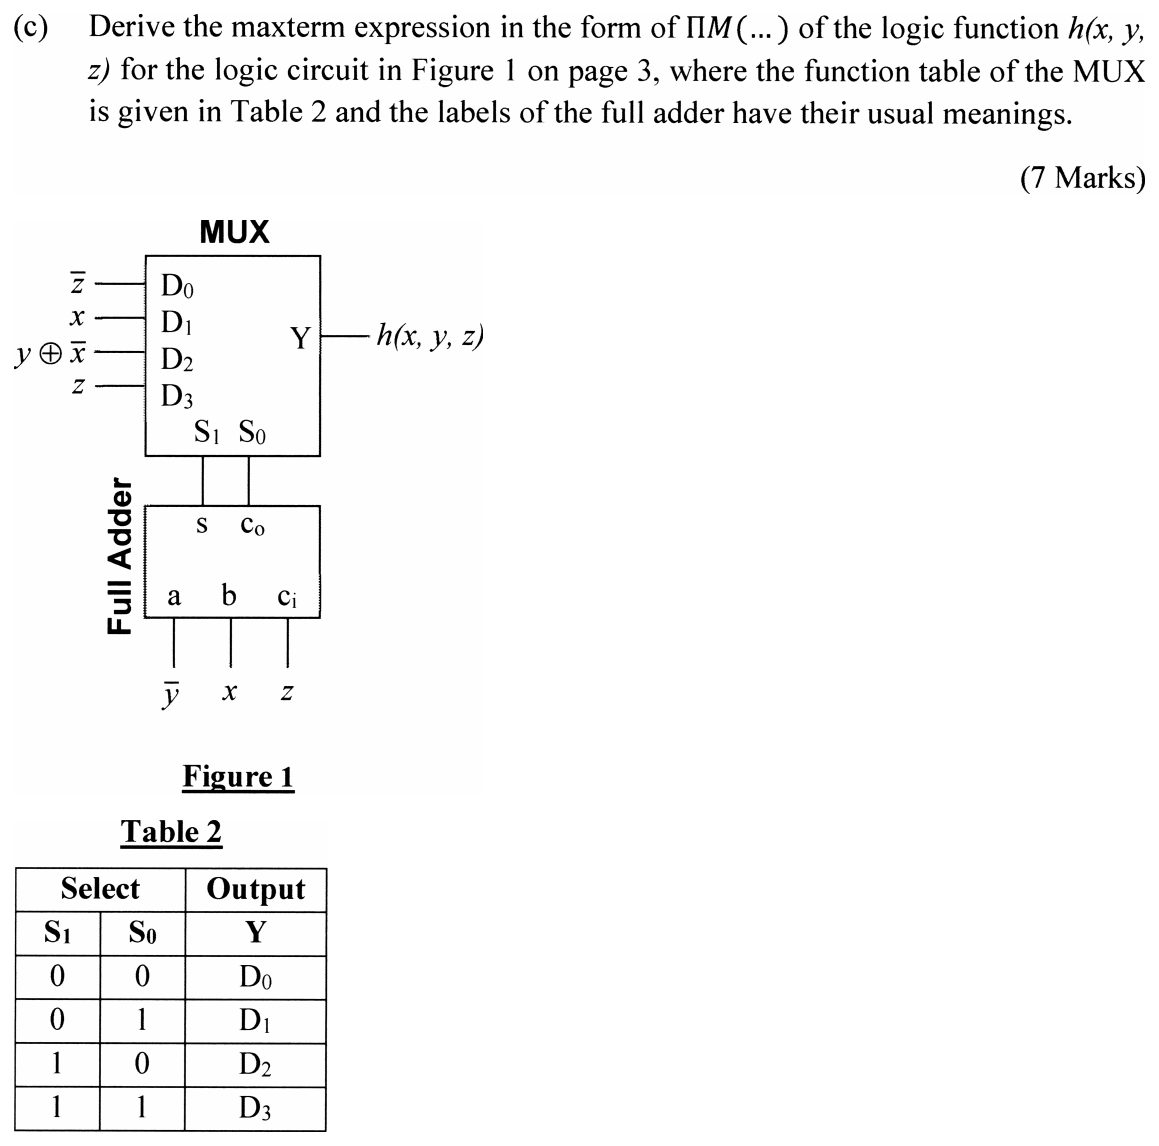 (c) Derive the maxterm expression in the form of ΠM(...) of the logic function h(x, y,
z) for the logic circuit in Figure 1 on page 3, where the function table of the MUX
is given in Table 2 and the labels of the full adder have their usual meanings.
(7 Marks)
MUX
z̅ D₀
x D₁
y ⊕ x̅ D₂
z D₃
Y h(x, y, z)
S₁ S₀
Full Adder
s c₀
a b cᵢ
y̅ x z
Figure 1
Table 2
Select Output
S₁ S₀ Y
0 0 D₀
0 1 D₁
1 0 D₂
1 1 D₃